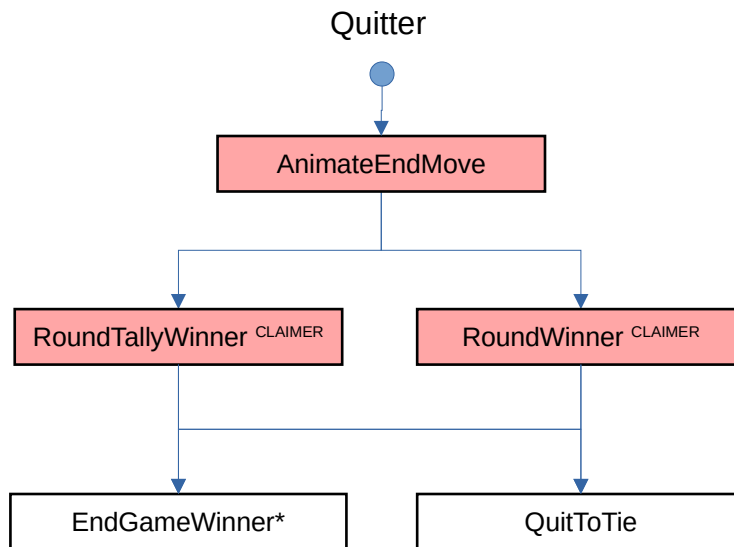 Quitter
AnimateEndMove
RoundTallyWinner CLAIMER
RoundWinner CLAIMER
EndGameWinner*
QuitToTie